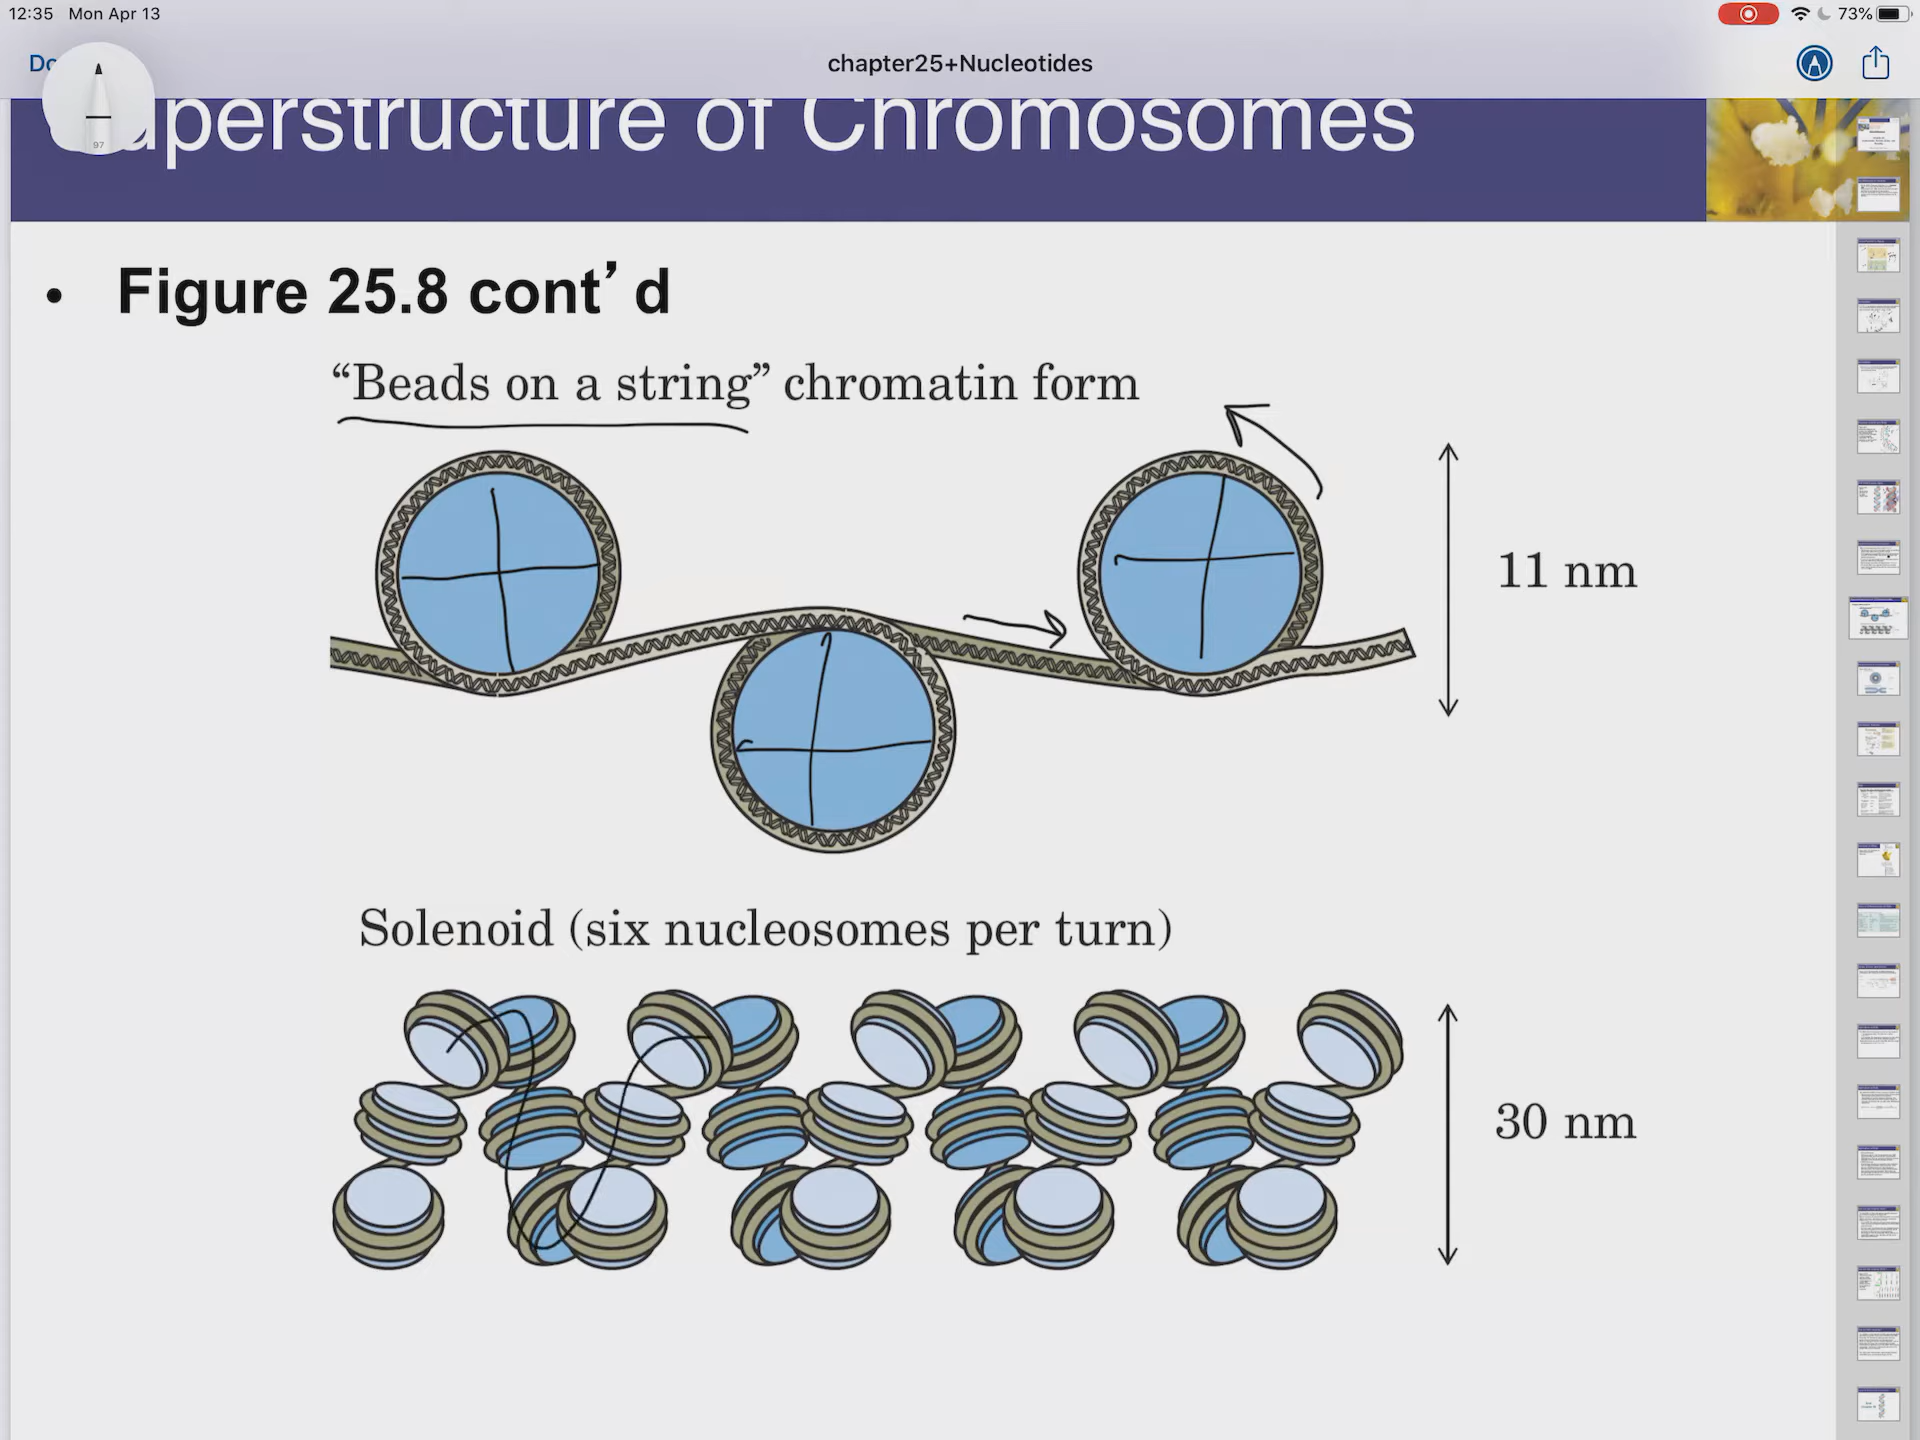 12:35 Mon Apr 13
73%
chapter25+Nucleotides
97
uperstructure of Chromosomes
• Figure 25.8 cont’d
“Beads on a string” chromatin form
11 nm
Solenoid (six nucleosomes per turn)
30 nm